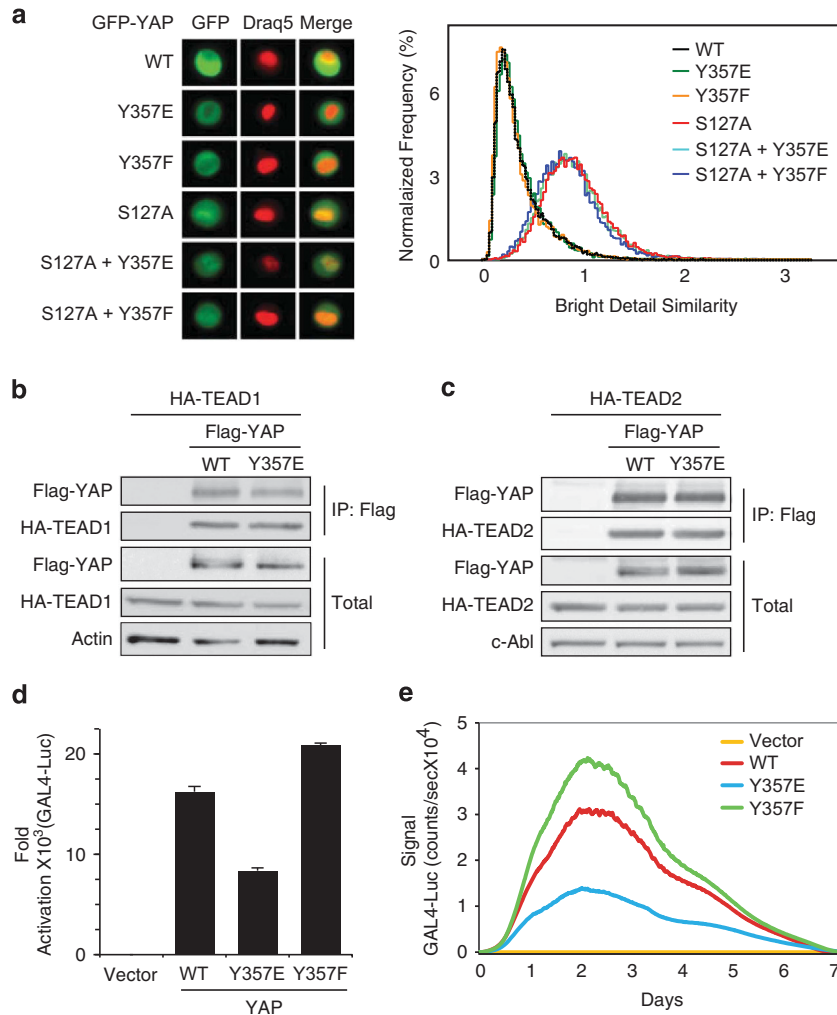 a
GFP-YAP GFP Draq5 Merge
WT
Y357E
Y357F
S127A
S127A + Y357E
S127A + Y357F
Normalaized Frequency (%)
6
3
0
0 1 2 3
Bright Detail Similarity
WT
Y357E
Y357F
S127A
S127A + Y357E
S127A + Y357F
b
HA-TEAD1
Flag-YAP
WT Y357E
Flag-YAP
HA-TEAD1
IP: Flag
Flag-YAP
HA-TEAD1
Actin
Total
c
HA-TEAD2
Flag-YAP
WT Y357E
Flag-YAP
HA-TEAD2
IP: Flag
Flag-YAP
HA-TEAD2
c-Abl
Total
d
Fold
Activation X10³(GAL4-Luc)
20
10
0
Vector WT Y357E Y357F
YAP
e
Signal
GAL4-Luc (counts/secX10⁴)
5
4
3
2
1
0
0 1 2 3 4 5 6 7
Days
Vector
WT
Y357E
Y357F